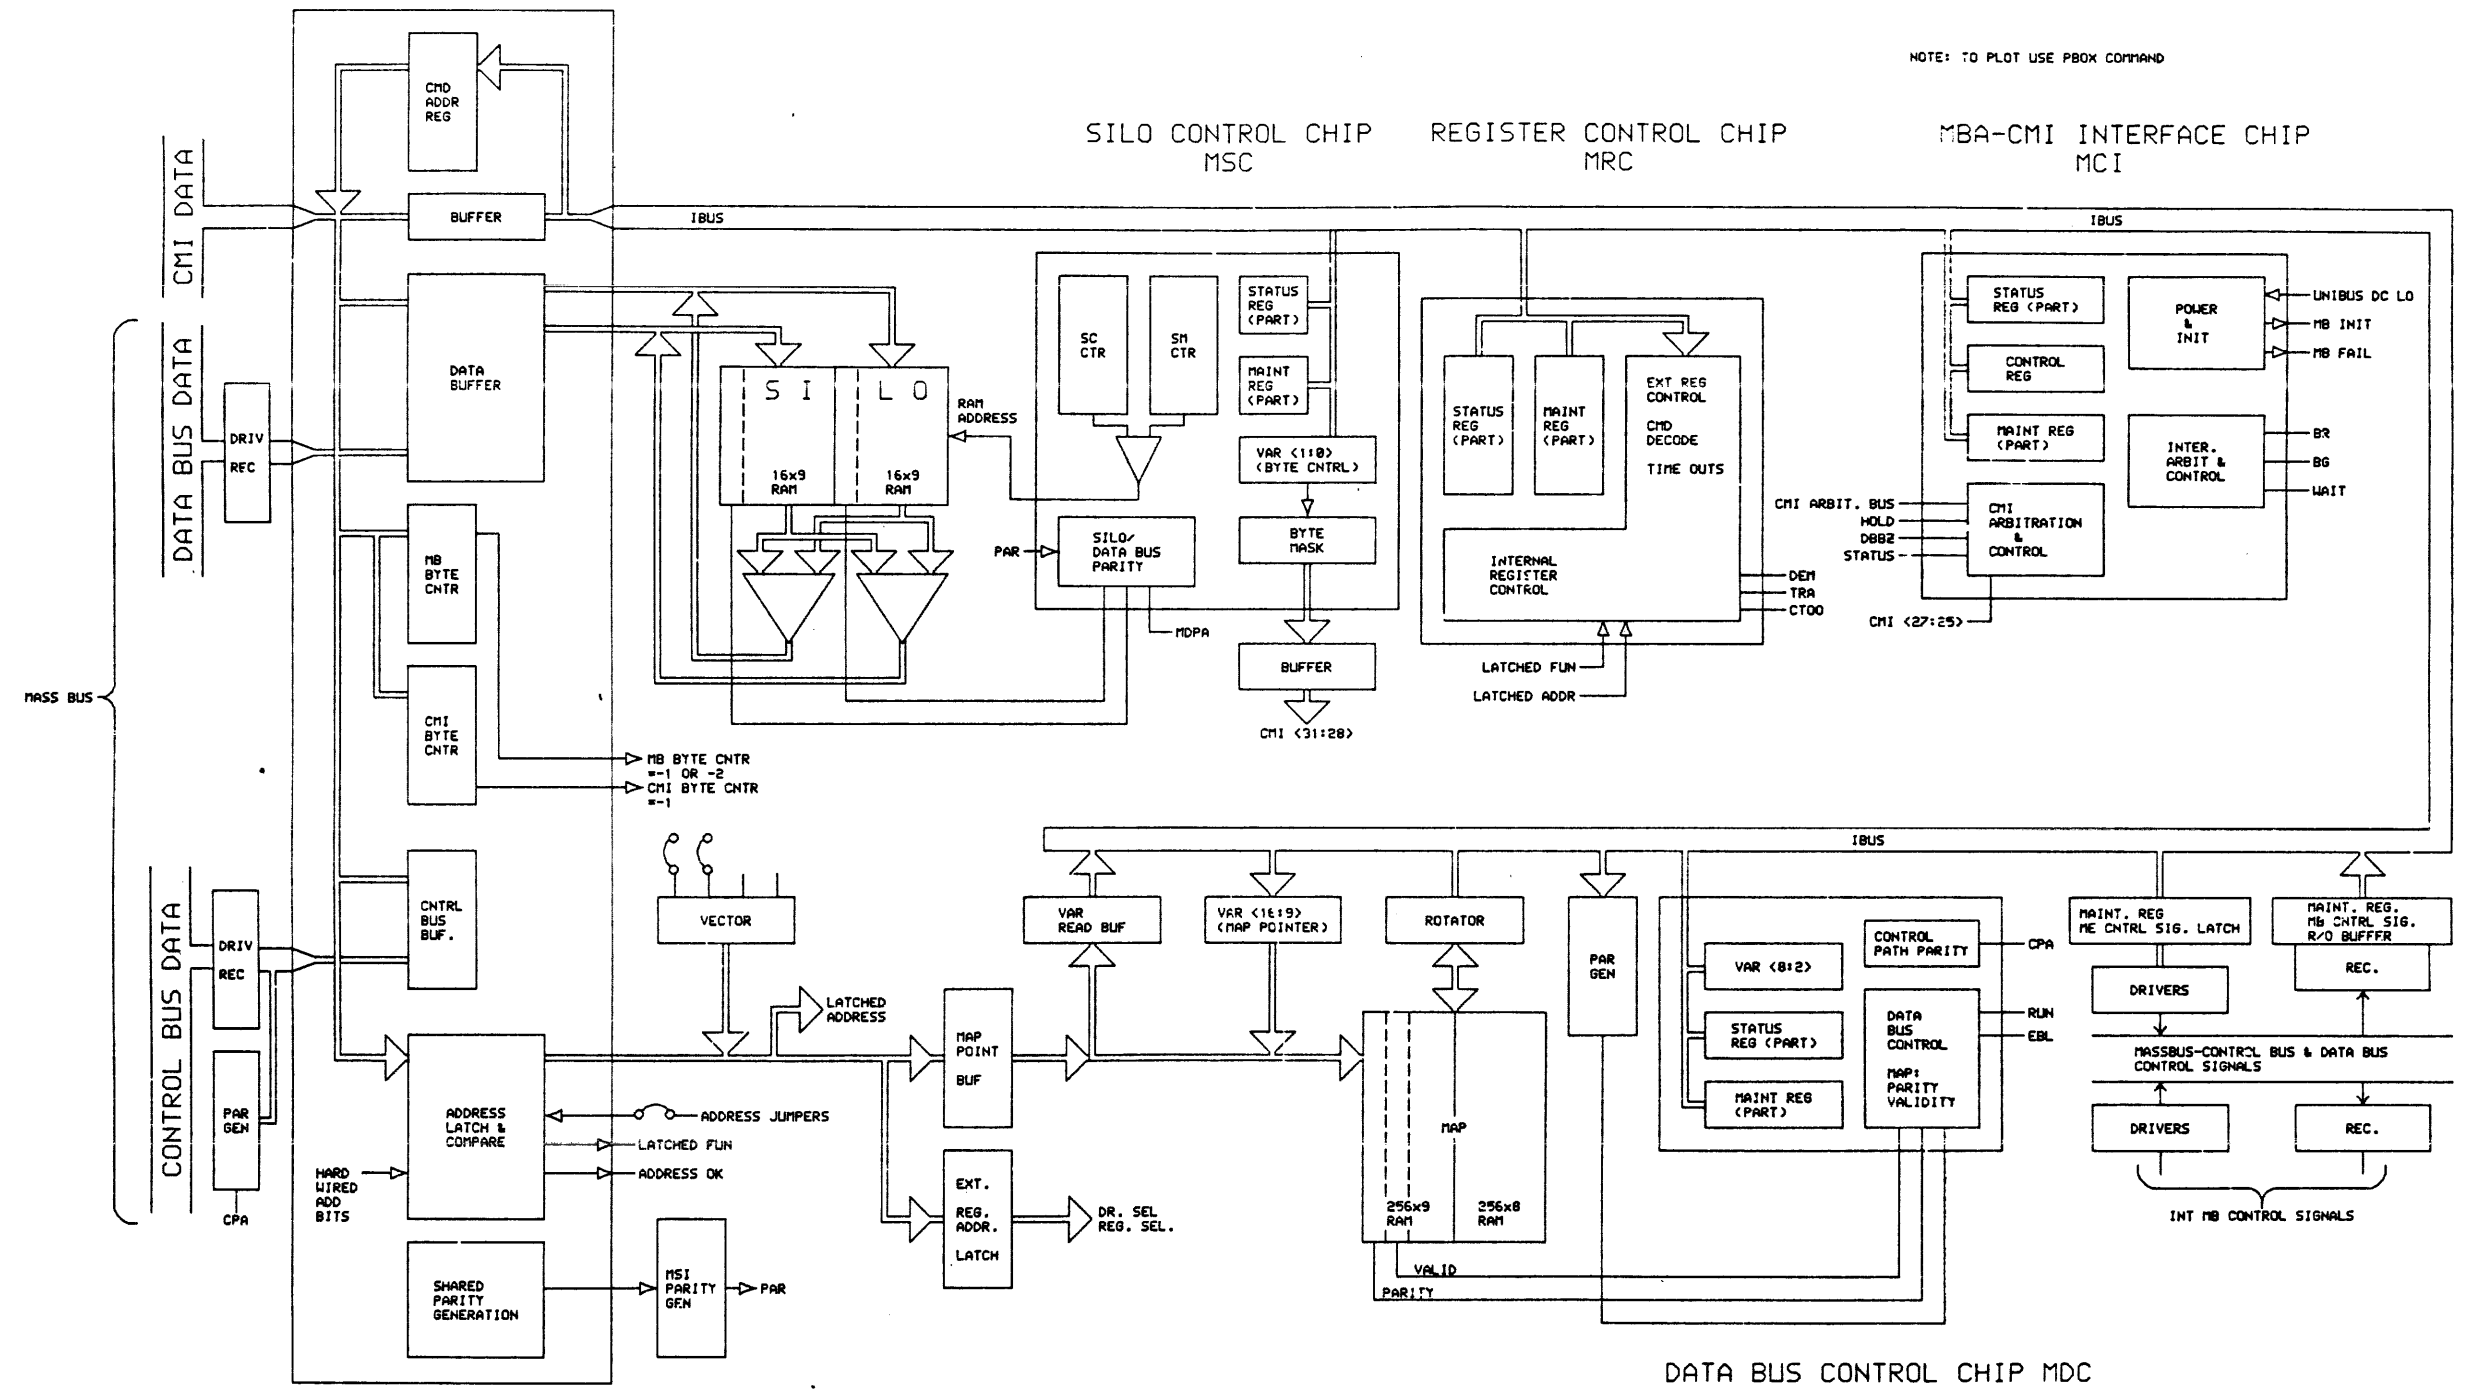 NOTE: TO PLOT USE PBOX COMMAND
SILO CONTROL CHIP
MSC
REGISTER CONTROL CHIP
MRC
MBA-CMI INTERFACE CHIP
MCI
CMI DATA
DATA BUS DATA
CONTROL BUS DATA
MASS BUS
CMD
ADDR
REG
BUFFER
IBUS
IBUS
DATA
BUFFER
DRIV
REC
MB
BYTE
CNTR
CMI
BYTE
CNTR
MB BYTE CNTR
=-1 OR -2
CMI BYTE CNTR
=-1
CNTRL
BUS
BUF.
DRIV
REC
PAR
GEN
CPA
HARD
WIRED
ADD
BITS
ADDRESS
LATCH &
COMPARE
ADDRESS JUMPERS
LATCHED FUN
ADDRESS OK
SHARED
PARITY
GENERATION
MSI
PARITY
GEN
PAR
S I L O
16x9
RAM
16x9
RAM
RAM
ADDRESS
SC
CTR
SM
CTR
STATUS
REG
(PART)
MAINT
REG
(PART)
VAR <1:0>
(BYTE CNTRL)
BYTE
MASK
PAR
SILO/
DATA BUS
PARITY
MDPA
BUFFER
CMI <31:28>
STATUS
REG
(PART)
MAINT
REG
(PART)
EXT REG
CONTROL
CMD
DECODE
TIME OUTS
INTERNAL
REGISTER
CONTROL
DEM
TRA
CTOD
LATCHED FUN
LATCHED ADDR
STATUS
REG (PART)
CONTROL
REG
MAINT REG
(PART)
CMI
ARBITRATION
&
CONTROL
CMI ARBIT. BUS
HOLD
DBBZ
STATUS
CMI <27:25>
POWER
&
INIT
UNIBUS DC LO
MB INIT
MB FAIL
INTER.
ARBIT &
CONTROL
BR
BG
WAIT
VECTOR
LATCHED
ADDRESS
MAP
POINT
BUF
EXT.
REG.
ADDR.
LATCH
DR. SEL
REG. SEL.
IBUS
VAR
READ BUF
VAR <16:9>
(MAP POINTER)
ROTATOR
PAR
GEN
MAP
256x9
RAM
256x8
RAM
VALID
PARITY
VAR <8:2>
STATUS
REG (PART)
MAINT REG
(PART)
CONTROL
PATH PARITY
CPA
DATA
BUS
CONTROL
MAP:
PARITY
VALIDITY
RUN
EBL
MAINT. REG
ME CNTRL SIG. LATCH
MAINT. REG.
MB CNTRL SIG.
R/O BUFFER
DRIVERS
REC.
MASSBUS-CONTROL BUS & DATA BUS
CONTROL SIGNALS
DRIVERS
REC.
INT MB CONTROL SIGNALS
DATA BUS CONTROL CHIP MDC